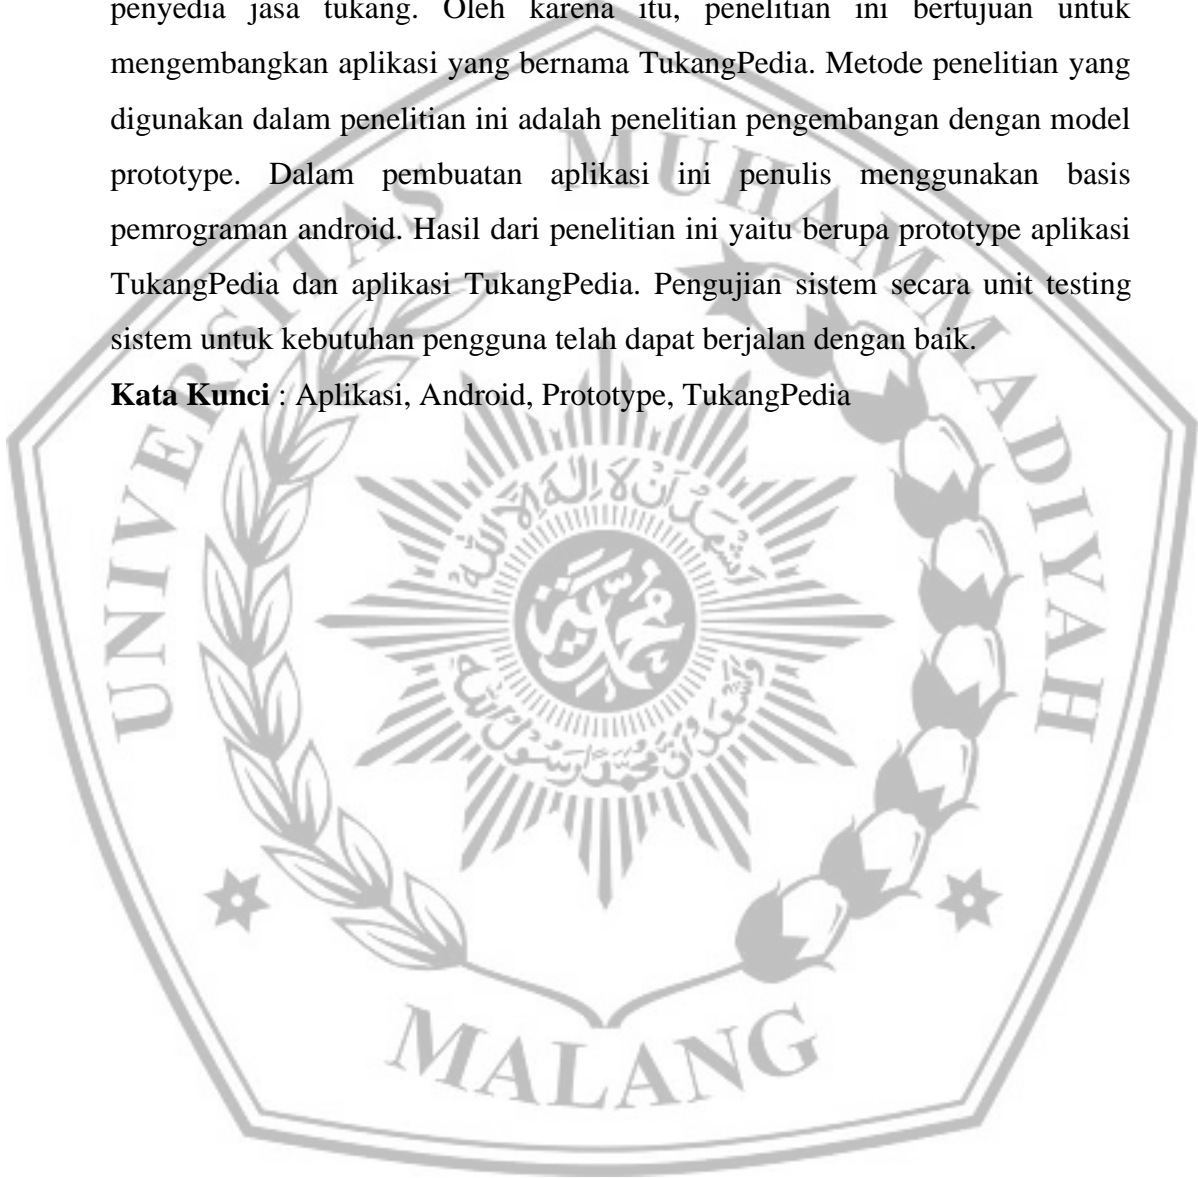 penyedia jasa tukang. Oleh karena itu, penelitian ini bertujuan untuk
mengembangkan aplikasi yang bernama TukangPedia. Metode penelitian yang
digunakan dalam penelitian ini adalah penelitian pengembangan dengan model
prototype. Dalam pembuatan aplikasi ini penulis menggunakan basis
pemrograman android. Hasil dari penelitian ini yaitu berupa prototype aplikasi
TukangPedia dan aplikasi TukangPedia. Pengujian sistem secara unit testing
sistem untuk kebutuhan pengguna telah dapat berjalan dengan baik.
Kata Kunci : Aplikasi, Android, Prototype, TukangPedia
UNIVERSITAS MUHAMMADIYAH
MALANG